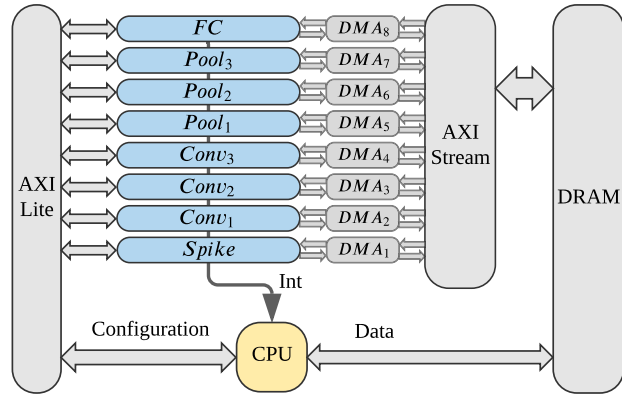 FC
DMA₈
Pool₃
DMA₇
Pool₂
DMA₆
Pool₁
DMA₅
Conv₃
DMA₄
Conv₂
DMA₃
Conv₁
DMA₂
Spike
DMA₁
AXI
Lite
AXI
Stream
DRAM
Int
Configuration
CPU
Data